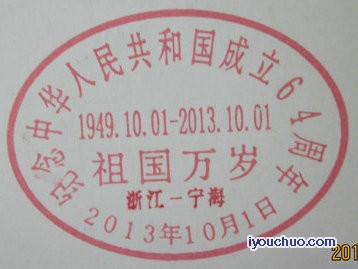 纪念中华人民共和国成立64周年
1949.10.01-2013.10.01
祖国万岁
浙江－宁海
2013年10月1日
iyouchuo.com
201